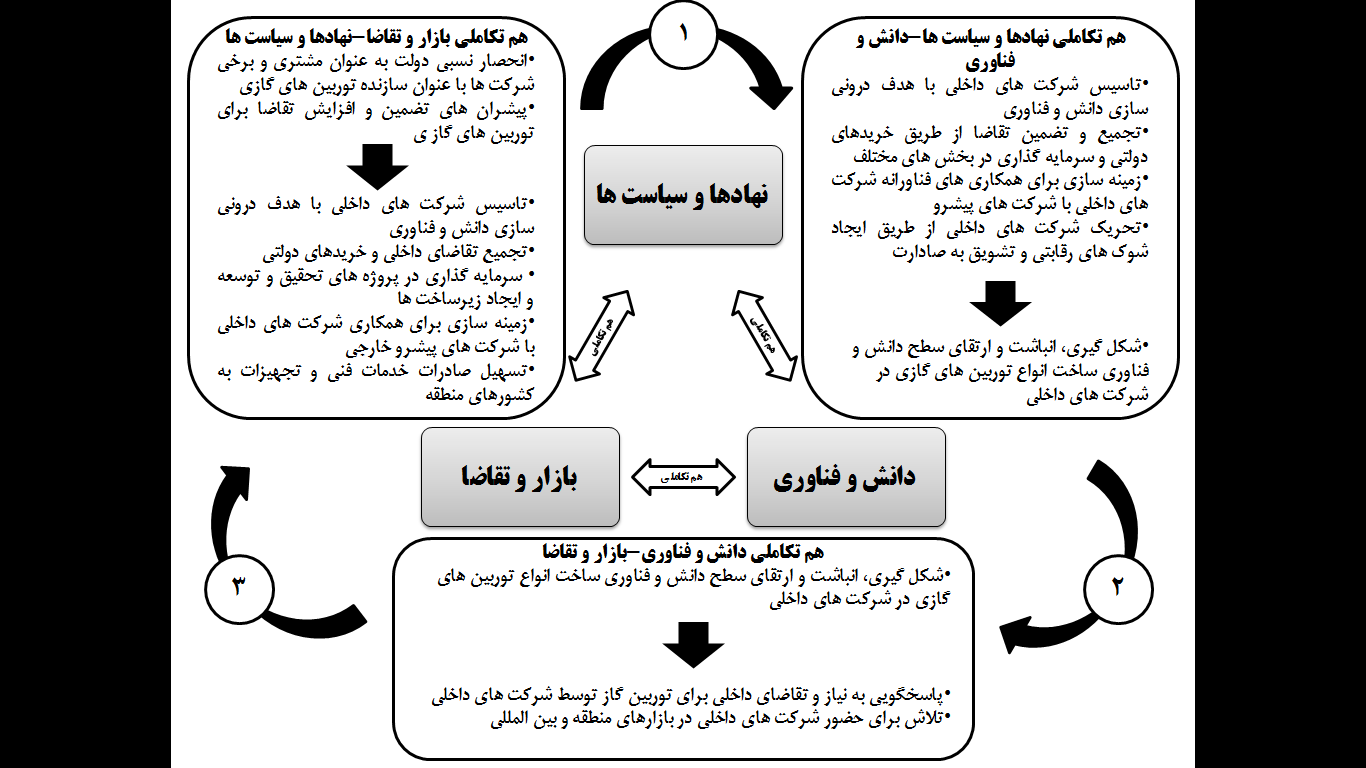 ۱
هم تکاملی نهادها و سیاست ها-دانش و
فناوری
•تاسیس شرکت های داخلی با هدف درونی
سازی دانش و فناوری
•تجمیع و تضمین تقاضا از طریق خریدهای
دولتی و سرمایه گذاری در بخش های مختلف
•زمینه سازی برای همکاری های فناورانه شرکت
های داخلی با شرکت های پیشرو
•تحریک شرکت های داخلی از طریق ایجاد
شوک های رقابتی و تشویق به صادارت
•شکل گیری، انباشت و ارتقای سطح دانش و
فناوری ساخت انواع توربین های گازی در
شرکت های داخلی
هم تکاملی بازار و تقاضا-نهادها و سیاست ها
•انحصار نسبی دولت به عنوان مشتری و برخی
شرکت ها با عنوان سازنده توربین های گازی
•پیشران های تضمین و افزایش تقاضا برای
توربین های گاز ی
•تاسیس شرکت های داخلی با هدف درونی
سازی دانش و فناوری
•تجمیع تقاضای داخلی و خریدهای دولتی
• سرمایه گذاری در پروژه های تحقیق و توسعه
و ایجاد زیرساخت ها
•زمینه سازی برای همکاری شرکت های داخلی
با شرکت های پیشرو خارجی
•تسهیل صادرات خدمات فنی و تجهیزات به
کشورهای منطقه
نهادها و سیاست ها
هم تکاملی
هم تکاملی
دانش و فناوری
هم تکاملی
بازار و تقاضا
۲
هم تکاملی دانش و فناوری-بازار و تقاضا
•شکل گیری، انباشت و ارتقای سطح دانش و فناوری ساخت انواع توربین های
گازی در شرکت های داخلی
•پاسخگویی به نیاز و تقاضای داخلی برای توربین گاز توسط شرکت های داخلی
•تلاش برای حضور شرکت های داخلی در بازارهای منطقه و بین المللی
۳